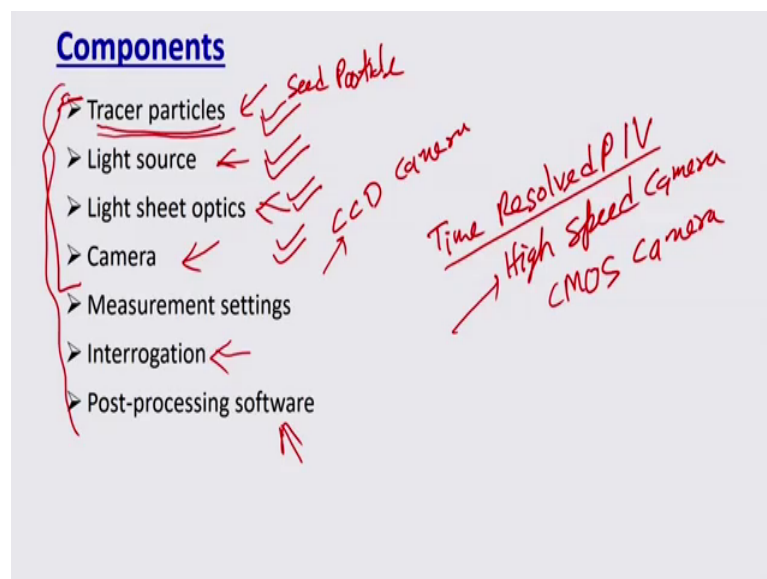 Components
Tracer particles
Seed Particle
Light source
Light sheet optics
Camera
CCD Camera
Measurement settings
Interrogation
Post-processing software
Time Resolved PIV
High Speed Camera
CMOS Camera